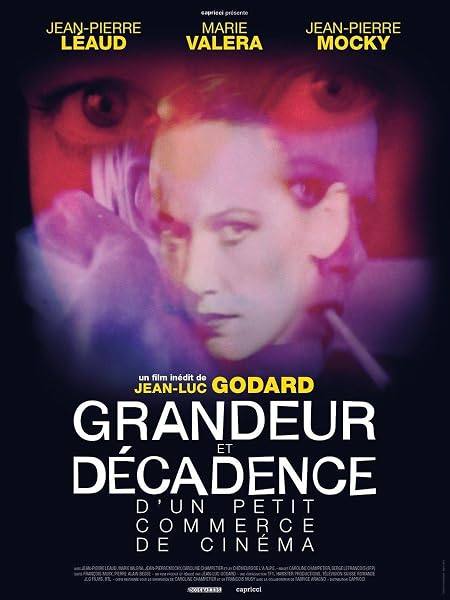 capricci présente
JEAN-PIERRE LÉAUD
MARIE VALERA
JEAN-PIERRE MOCKY
un film inédit de
JEAN-LUC GODARD
GRANDEUR
ET
DÉCADENCE
D'UN PETIT
COMMERCE
DE CINÉMA
capricci